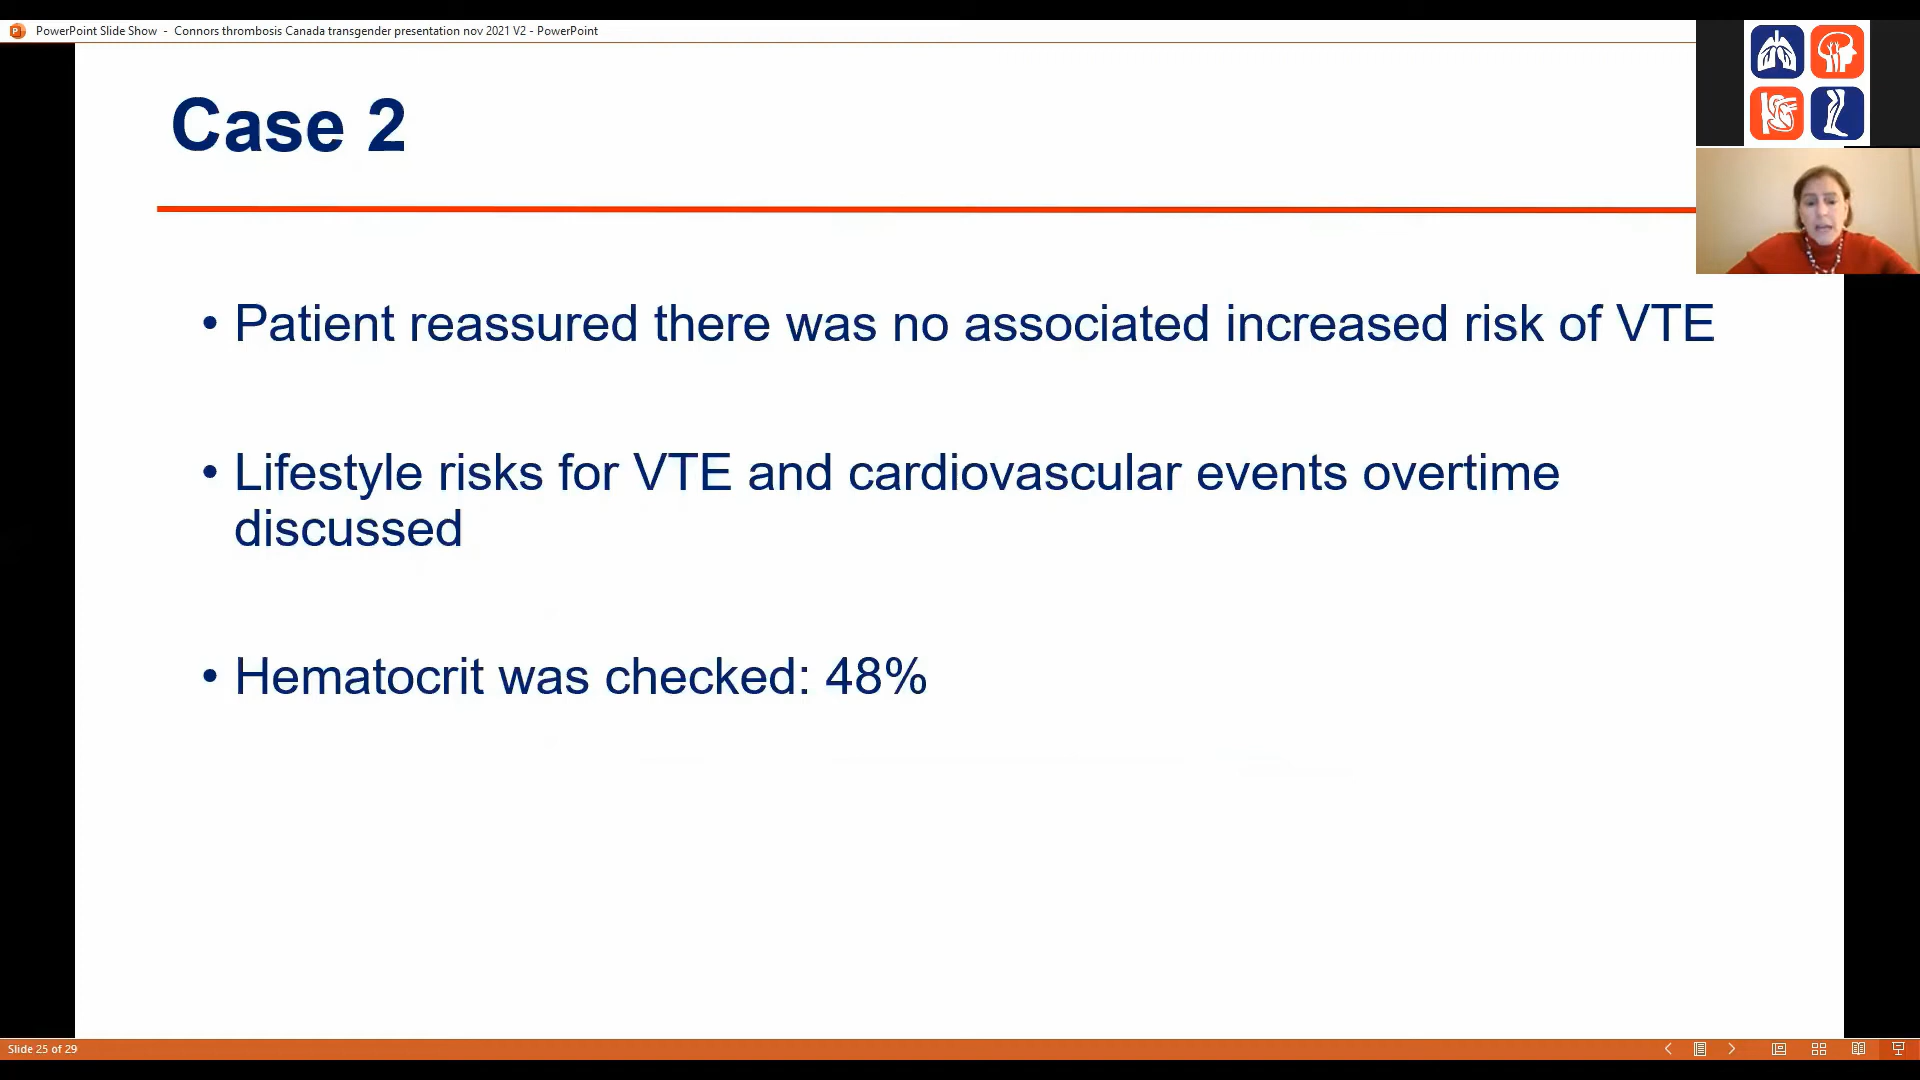 PowerPoint Slide Show - Connors thrombosis Canada transgender presentation nov 2021 V2 - PowerPoint
Case 2
• Patient reassured there was no associated increased risk of VTE
• Lifestyle risks for VTE and cardiovascular events overtime
discussed
• Hematocrit was checked: 48%
Slide 25 of 29